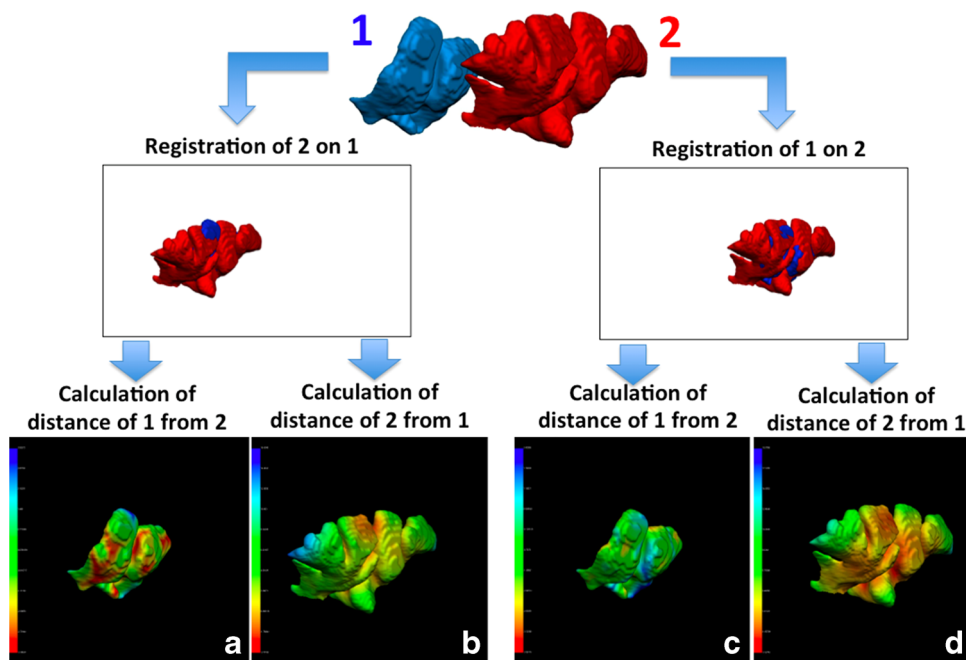 1
2
Registration of 2 on 1
Registration of 1 on 2
Calculation of
distance of 1 from 2
Calculation of
distance of 2 from 1
Calculation of
distance of 1 from 2
Calculation of
distance of 2 from 1
a
b
c
d